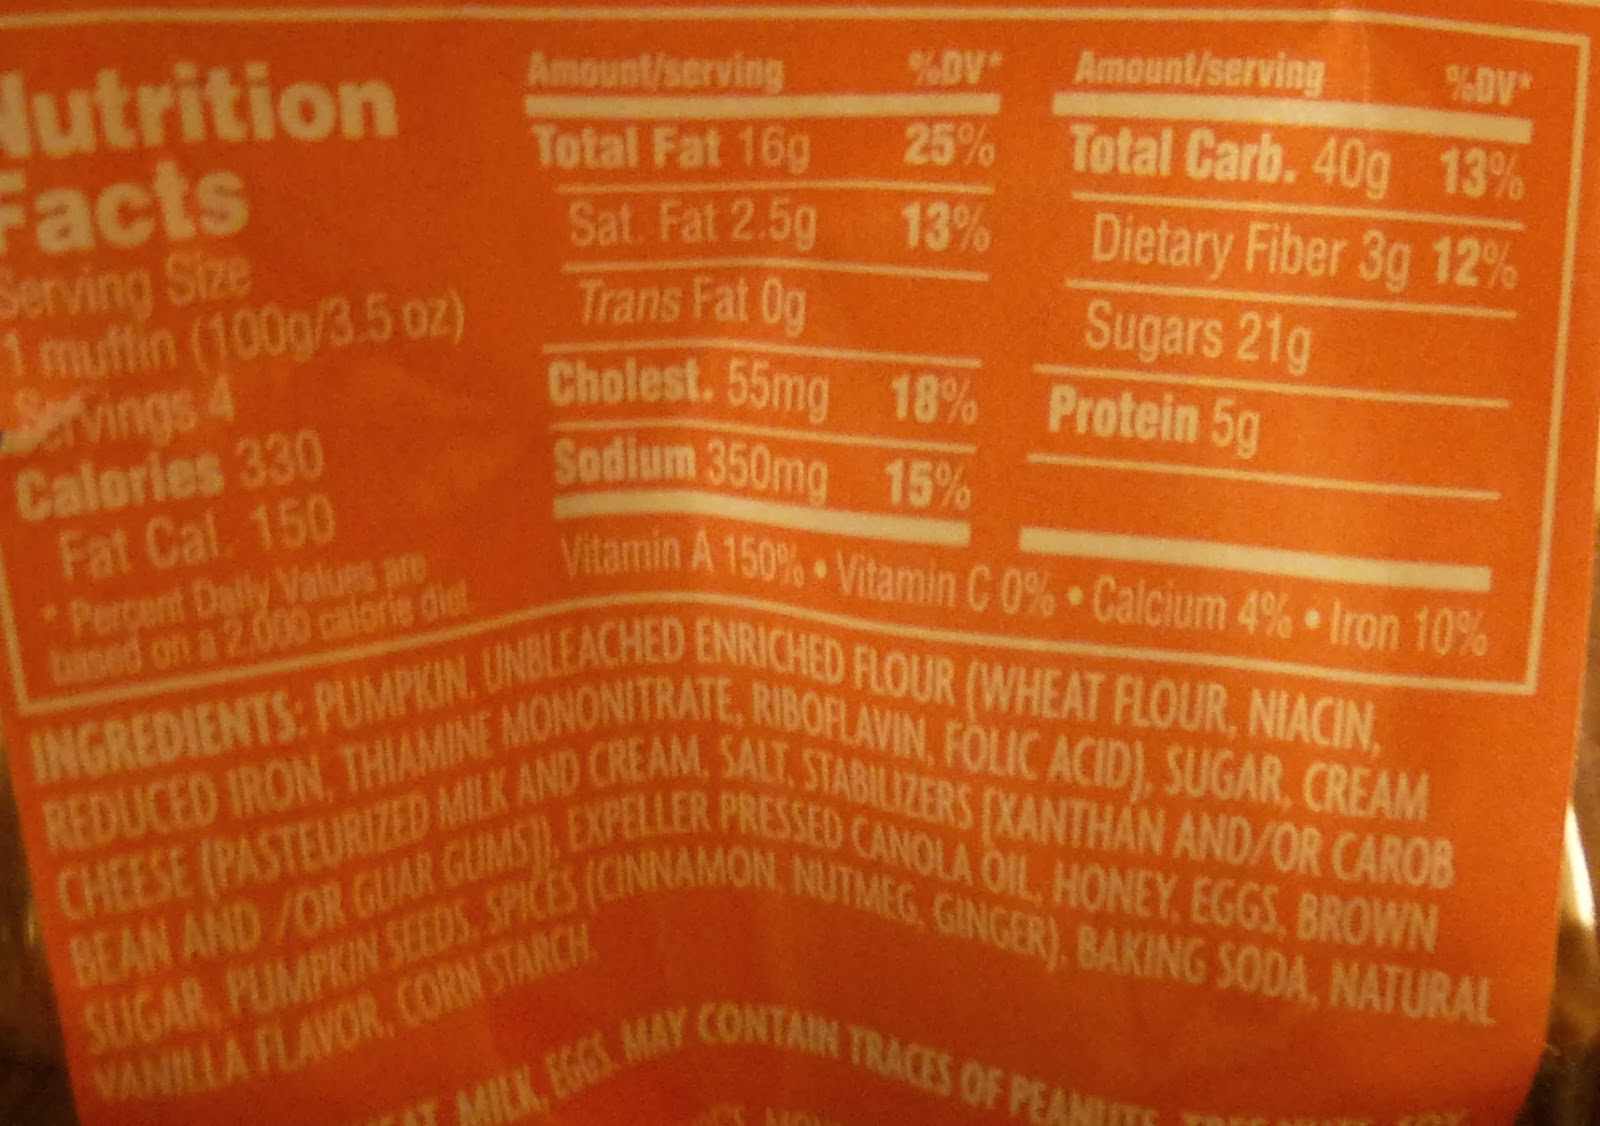 Nutrition
Facts
Serving Size
1 muffin (100g/3.5 oz)
Servings 4
Calories 330
Fat Cal. 150
* Percent Daily Values are
based on a 2,000 calorie diet
Amount/serving %DV*
Total Fat 16g 25%
Sat. Fat 2.5g 13%
Trans Fat 0g
Cholest. 55mg 18%
Sodium 350mg 15%
Amount/serving %DV*
Total Carb. 40g 13%
Dietary Fiber 3g 12%
Sugars 21g
Protein 5g
Vitamin A 150% • Vitamin C 0% • Calcium 4% • Iron 10%
INGREDIENTS: PUMPKIN, UNBLEACHED ENRICHED FLOUR (WHEAT FLOUR, NIACIN,
REDUCED IRON, THIAMINE MONONITRATE, RIBOFLAVIN, FOLIC ACID), SUGAR, CREAM
CHEESE (PASTEURIZED MILK AND CREAM, SALT, STABILIZERS [XANTHAN AND/OR CAROB
BEAN AND /OR GUAR GUMS]), EXPELLER PRESSED CANOLA OIL, HONEY, EGGS, BROWN
SUGAR, PUMPKIN SEEDS, SPICES (CINNAMON, NUTMEG, GINGER), BAKING SODA, NATURAL
VANILLA FLAVOR, CORN STARCH
MILK, EGGS. MAY CONTAIN TRACES OF PEANUTS